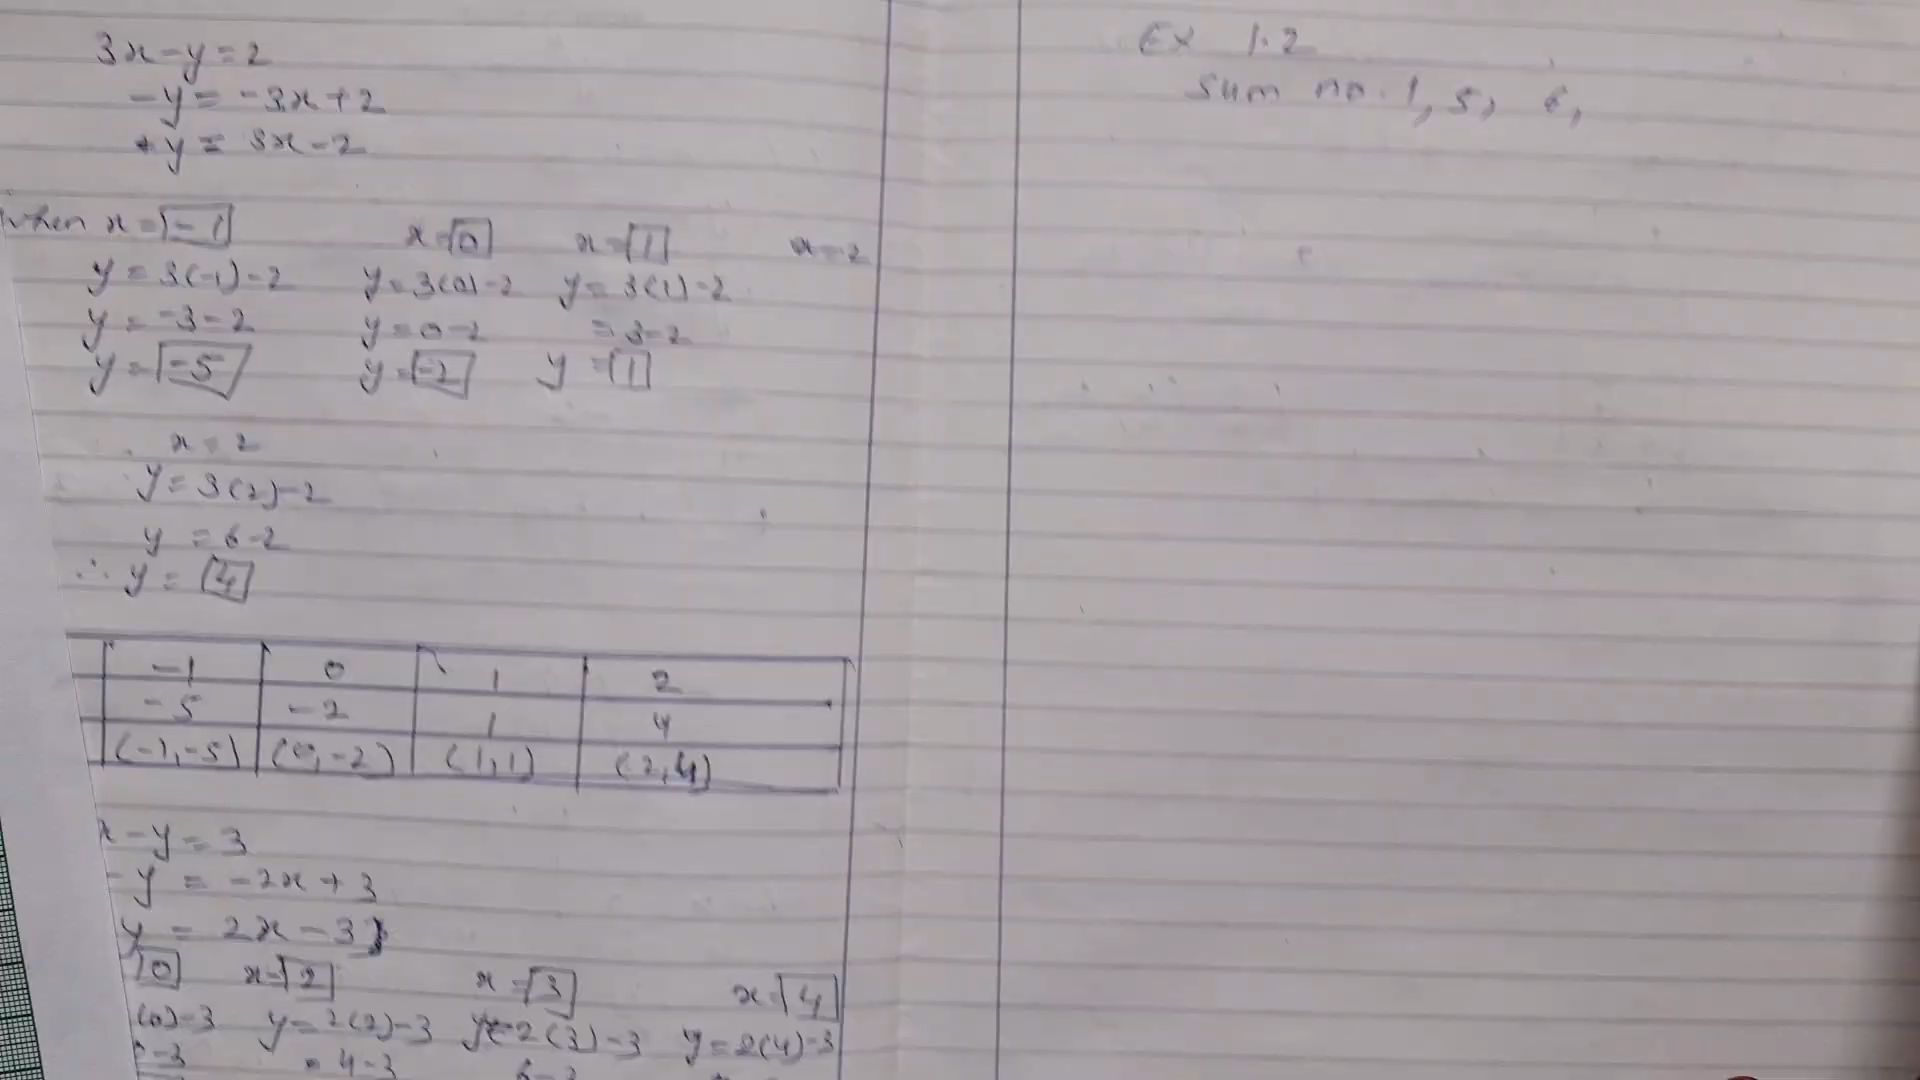 3x-y=2
-y = -3x+2
+y = 3x-2
when x = -1 x=0 x=1 x=2
y = 3(-1)-2 y=3(0)-2 y=3(1)-2
y = -3-2 y=0-2 = 3-2
y = -5 y=-2 y=1
x=2
y=3(2)-2
y = 6-2
∴ y = 4
-1 0 1 2
-5 -2 1 4
(-1,-5) (0,-2) (1,1) (2,4)
x-y=3
-y = -2x+3
y = 2x-3
0 x=2 x=3 x=4
(0)-3 y=2(2)-3 y=2(3)-3 y=2(4)-3
-3 = 4-3
Ex 1.2
Sum no. 1, 5, 6,